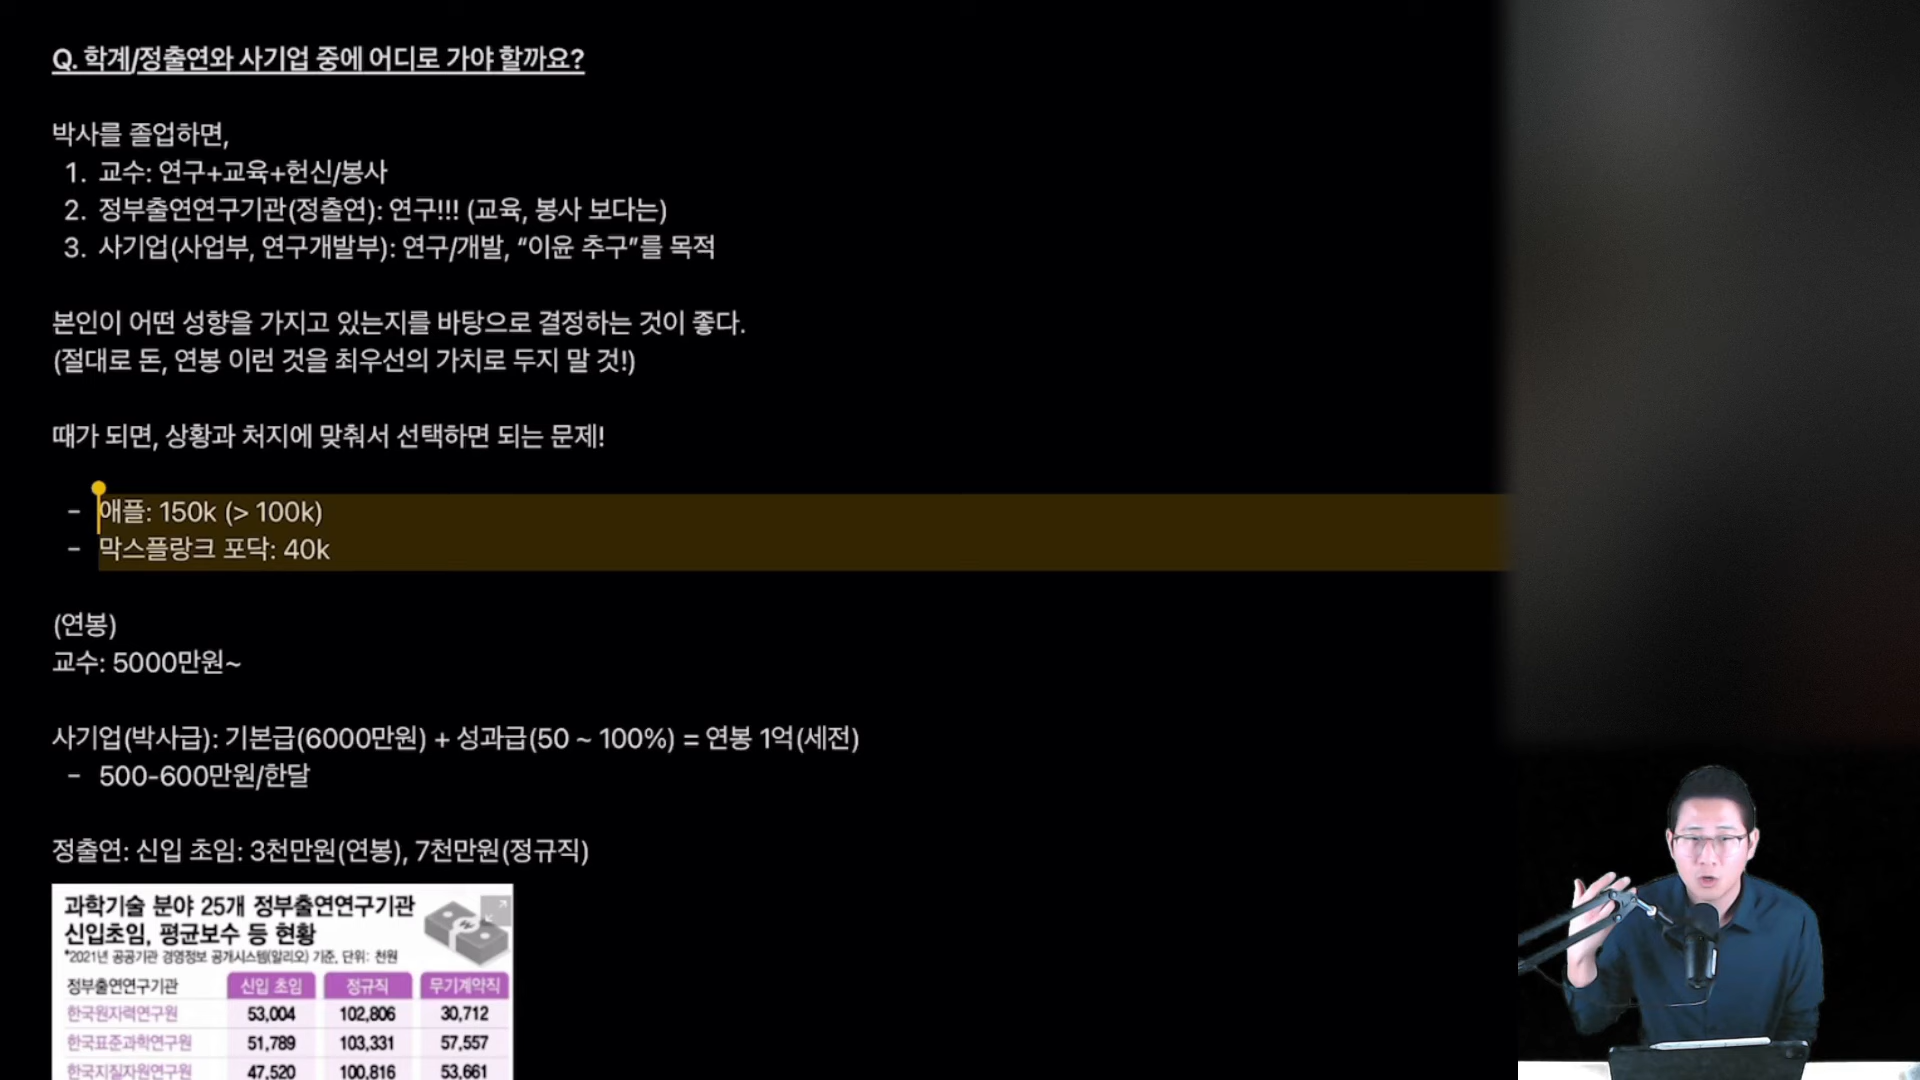 Q. 학계/정출연와 사기업 중에 어디로 가야 할까요?
박사를 졸업하면,
1. 교수: 연구+교육+헌신/봉사
2. 정부출연연구기관(정출연): 연구!!! (교육, 봉사 보다는)
3. 사기업(사업부, 연구개발부): 연구/개발, “이윤 추구”를 목적
본인이 어떤 성향을 가지고 있는지를 바탕으로 결정하는 것이 좋다.
(절대로 돈, 연봉 이런 것을 최우선의 가치로 두지 말 것!)
때가 되면, 상황과 처지에 맞춰서 선택하면 되는 문제!
- 애플: 150k (> 100k)
- 막스플랑크 포닥: 40k
(연봉)
교수: 5000만원~
사기업(박사급): 기본급(6000만원) + 성과급(50 ~ 100%) = 연봉 1억(세전)
- 500-600만원/한달
정출연: 신입 초임: 3천만원(연봉), 7천만원(정규직)
과학기술 분야 25개 정부출연연구기관
신입초임, 평균보수 등 현황
*2021년 공공기관 경영정보 공개시스템(알리오) 기준, 단위: 천원
정부출연연구기관 신입 초임 정규직 무기계약직
한국원자력연구원 53,004 102,806 30,712
한국표준과학연구원 51,789 103,331 57,557
한국지질자원연구원 47,520 100,816 53,661